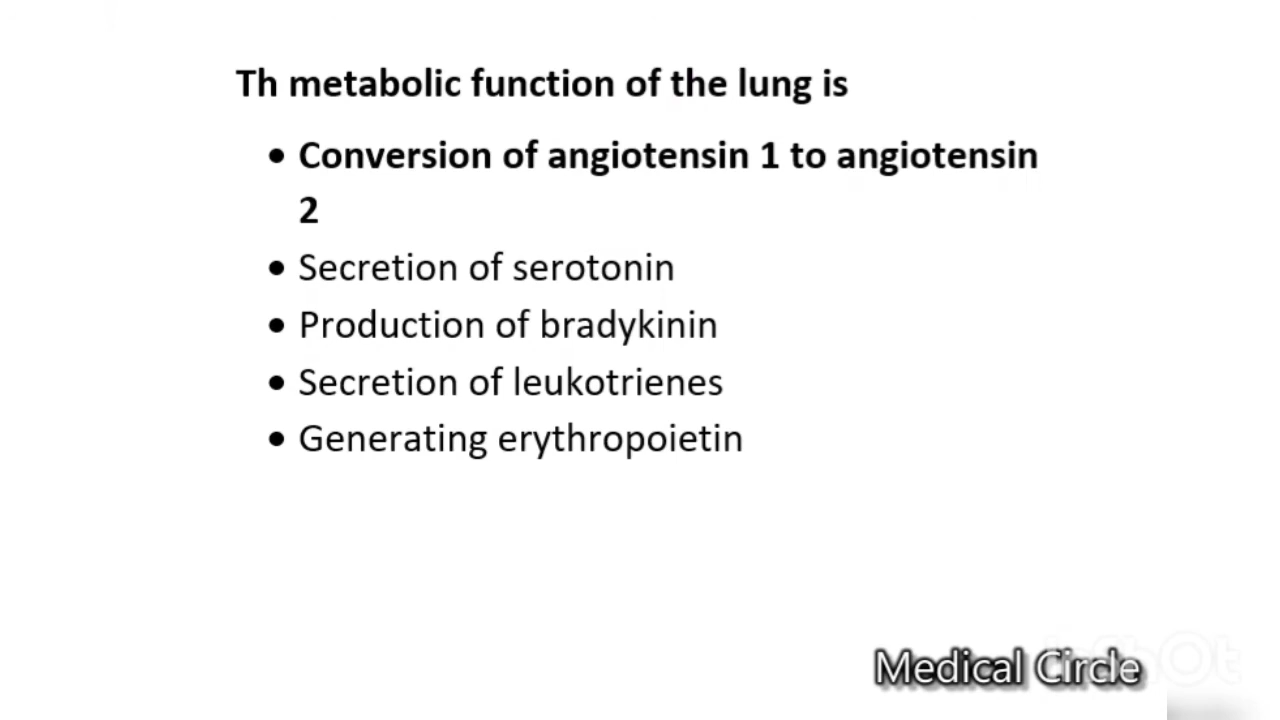 Th metabolic function of the lung is
• Conversion of angiotensin 1 to angiotensin
2
• Secretion of serotonin
• Production of bradykinin
• Secretion of leukotrienes
• Generating erythropoietin
Medical Circle